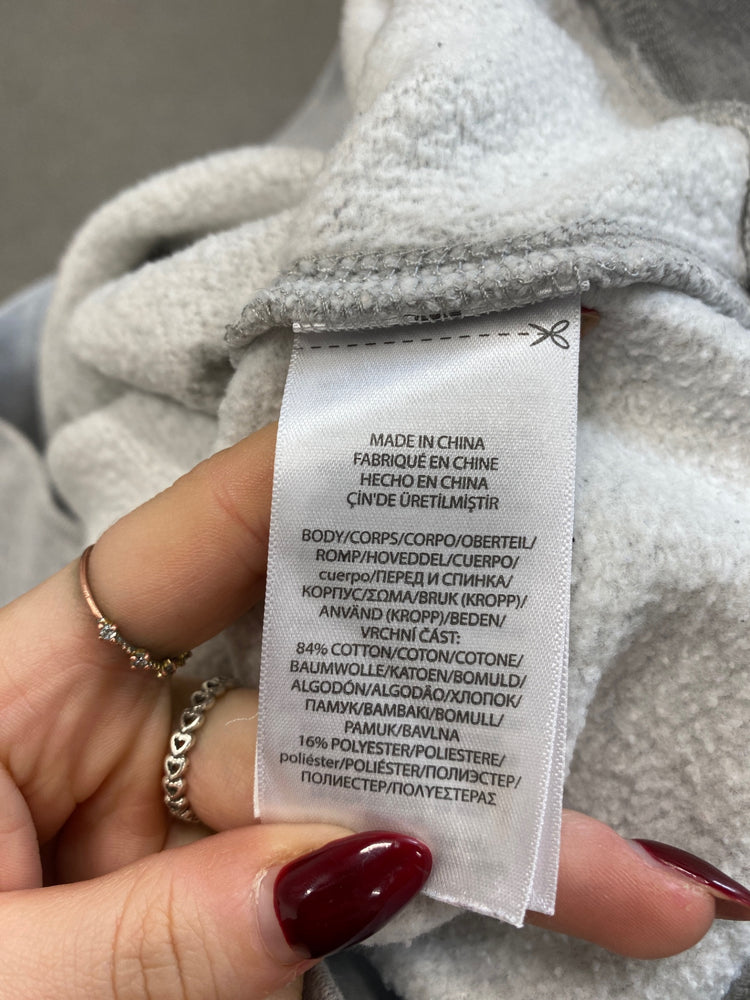 MADE IN CHINA
FABRIQUÉ EN CHINE
HECHO EN CHINA
ÇİN'DE ÜRETİLMİŞTİR
BODY/CORPS/CORPO/OBERTEIL/
ROMP/HOVEDDEL/CUERPO/
cuerpo/ПЕРЕД И СПИНКА/
КОРПУС/ΣΩΜΑ/BRUK (KROPP)/
ANVÄND (KROPP)/BEDEN/
VRCHNÍ ČÁST:
84% COTTON/COTON/COTONE/
BAUMWOLLE/KATOEN/BOMULD/
ALGODÓN/ALGODÃO/ХЛОПОК/
ПАМУК/ΒΑΜΒΑΚΙ/BOMULL/
PAMUK/BAVLNA
16% POLYESTER/POLIESTERE/
poliéster/POLIÉSTER/ПОЛИЭСТЕР/
ПОЛИЕСТЕР/ΠΟΛΥΕΣΤΕΡΑΣ